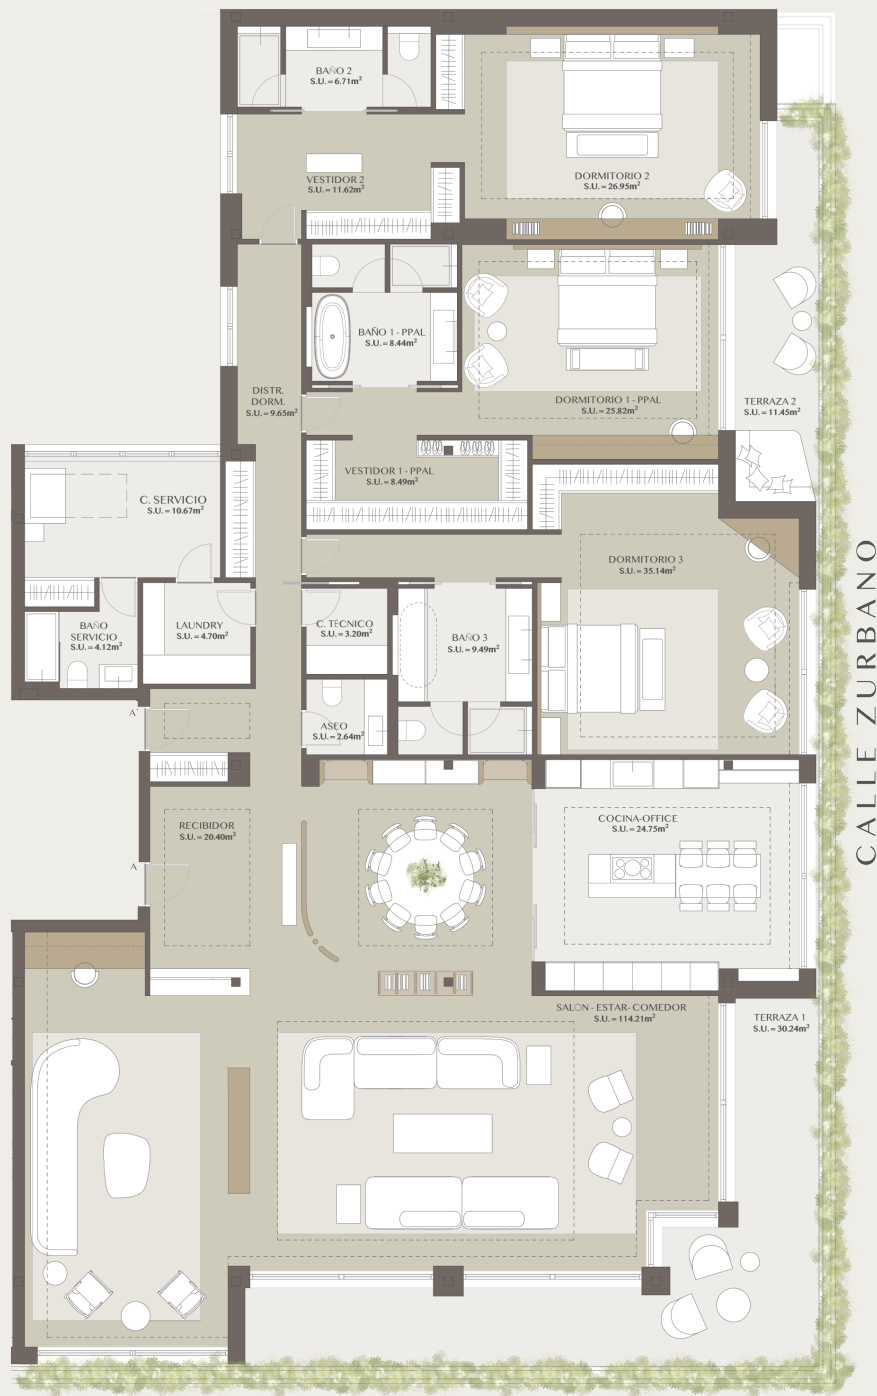 BAÑO 2
S.U. = 6.71m²
VESTIDOR 2
S.U. = 11.62m²
DORMITORIO 2
S.U. = 26.95m²
BAÑO 1 - PPAL
S.U. = 8.44m²
DISTR.
DORM.
S.U. = 9.65m²
DORMITORIO 1 - PPAL
S.U. = 25.82m²
TERRAZA 2
S.U. = 11.45m²
VESTIDOR 1 - PPAL
S.U. = 8.49m²
C. SERVICIO
S.U. = 10.67m²
DORMITORIO 3
S.U. = 35.14m²
CALLE ZURBANO
BAÑO
SERVICIO
S.U. = 4.12m²
LAUNDRY
S.U. = 4.70m²
C. TÉCNICO
S.U. = 3.20m²
BAÑO 3
S.U. = 9.49m²
A'
ASEO
S.U. = 2.64m²
RECIBIDOR
S.U. = 20.40m²
COCINA-OFFICE
S.U. = 24.75m²
A
SALÓN - ESTAR- COMEDOR
S.U. = 114.21m²
TERRAZA 1
S.U. = 30.24m²